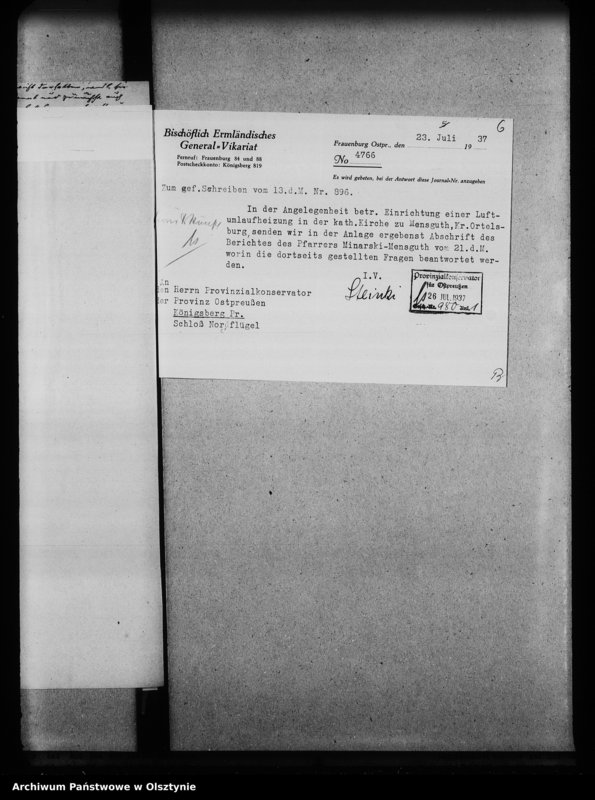 6
Bischöflich Ermländisches
General-Vikariat
Fernruf: Frauenburg 84 und 88
Postscheckkonto: Königsberg 819
Frauenburg Ostpr., den 23. Juli 1937
No 4766
Es wird gebeten, bei der Antwort diese Journal-Nr. anzugeben
Zum gef.Schreiben vom 13.d.M. Nr. 896.
In der Angelegenheit betr. Einrichtung einer Luft-
umlaufheizung in der kath.Kirche zu Mensguth,Kr.Ortels-
burg,senden wir in der Anlage ergebenst Abschrift des
Berichtes des Pfarrers Minarski-Mensguth vom 21.d.M.
worin die dortseits gestellten Fragen beantwortet wer-
den.
I.V.
An
den Herrn Provinzialkonservator
der Provinz Ostpreußen
Königsberg Pr.
Schloß Nordflügel
Provinzialkonservator
für Ostpreußen
26 JUL 1937
980 Anl. 1
Archiwum Państwowe w Olsztynie